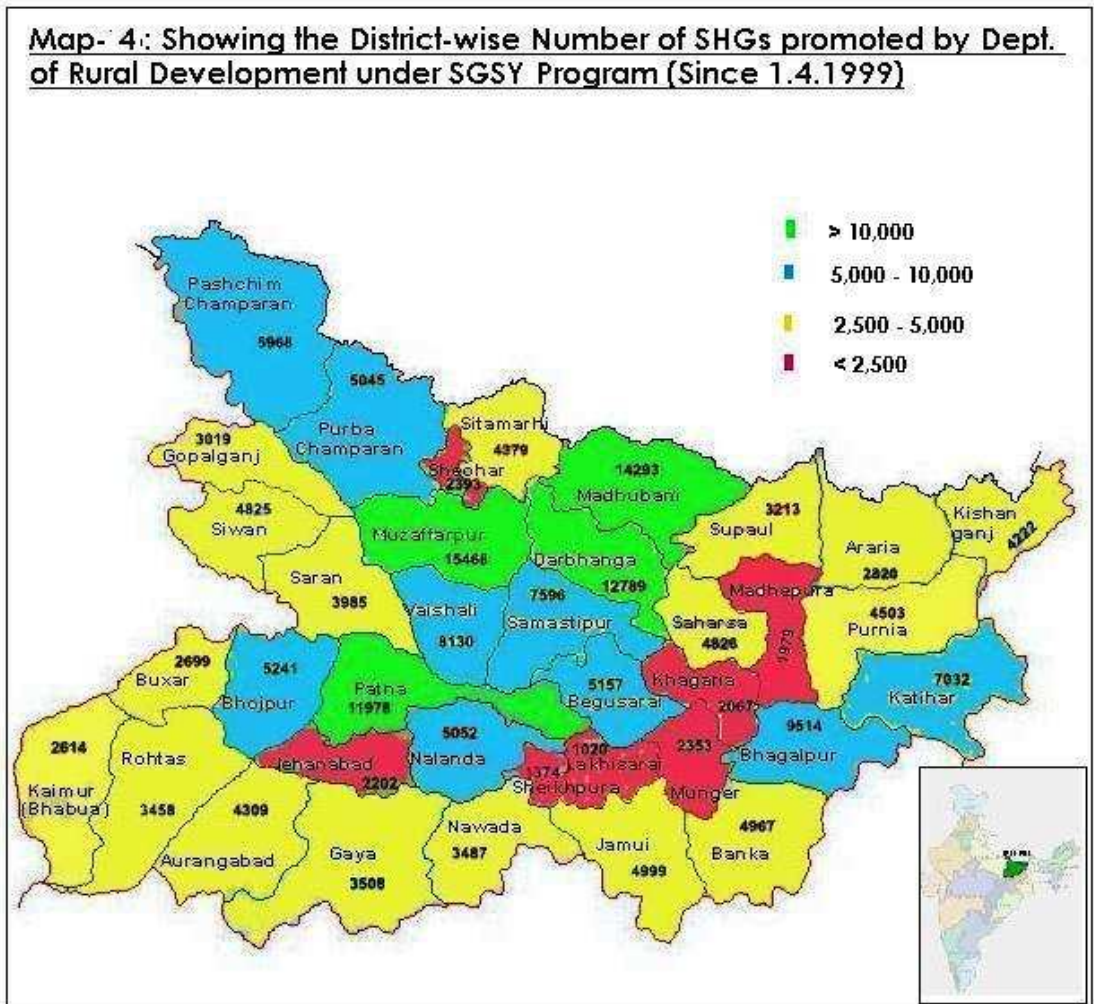 Map- 4: Showing the District-wise Number of SHGs promoted by Dept.
of Rural Development under SGSY Program (Since 1.4.1999)
> 10,000
5,000 - 10,000
2,500 - 5,000
< 2,500
Pashchim
Champaran
5968
5045
Purba
Champaran
Sitamarhi
4379
Sheohar
2393
3019
Gopalganj
4825
Siwan
14293
Madhubani
Muzaffarpur
15466
Darbhanga
12789
3213
Supaul
Araria
2820
Kishan
ganj
4222
Saran
3985
Vaishali
8130
7596
Samastipur
Saharsa
4826
Madhepura
1979
4503
Purnia
2699
Buxar
5241
Bhojpur
Patna
11978
5157
Begusarai
Khagaria
2067
7032
Katihar
2614
Kaimur
(Bhabua)
Rohtas
3458
Jehanabad
2202
5052
Nalanda
1374
Sheikhpura
1020
Lakhisarai
2353
Munger
9514
Bhagalpur
4309
Aurangabad
Gaya
3508
Nawada
3487
Jamui
4999
4967
Banka